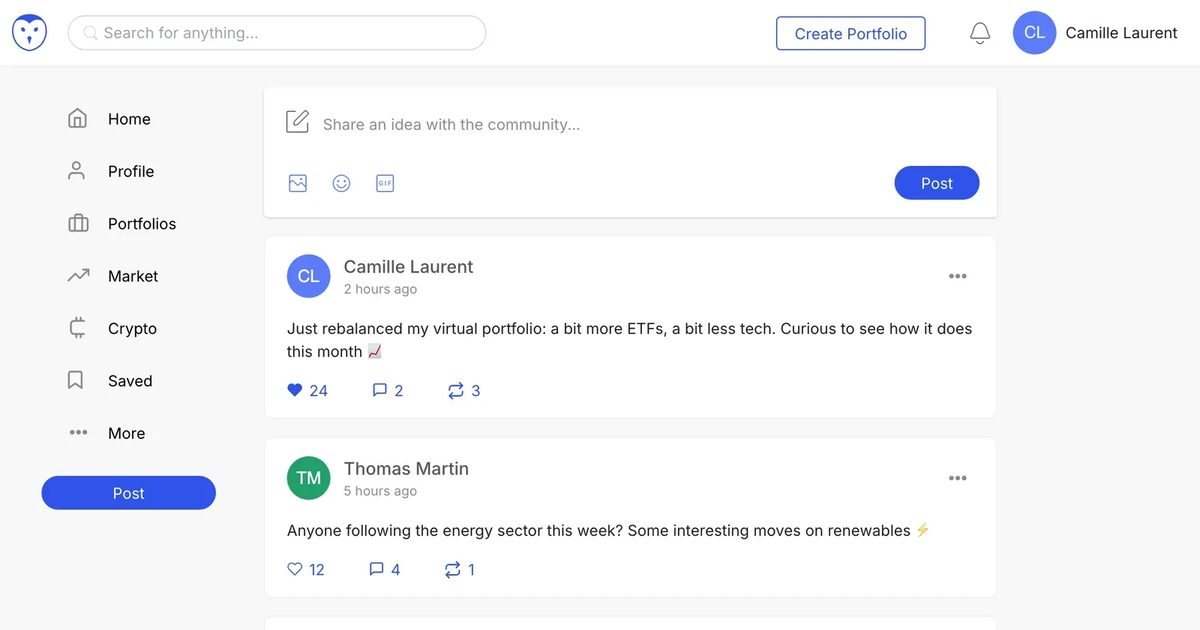 Search for anything...
Create Portfolio
CL
Camille Laurent
Home
Profile
Portfolios
Market
Crypto
Saved
More
Post
Share an idea with the community...
GIF
Post
CL
Camille Laurent
2 hours ago
Just rebalanced my virtual portfolio: a bit more ETFs, a bit less tech. Curious to see how it does
this month 📈
24
2
3
TM
Thomas Martin
5 hours ago
Anyone following the energy sector this week? Some interesting moves on renewables ⚡
12
4
1